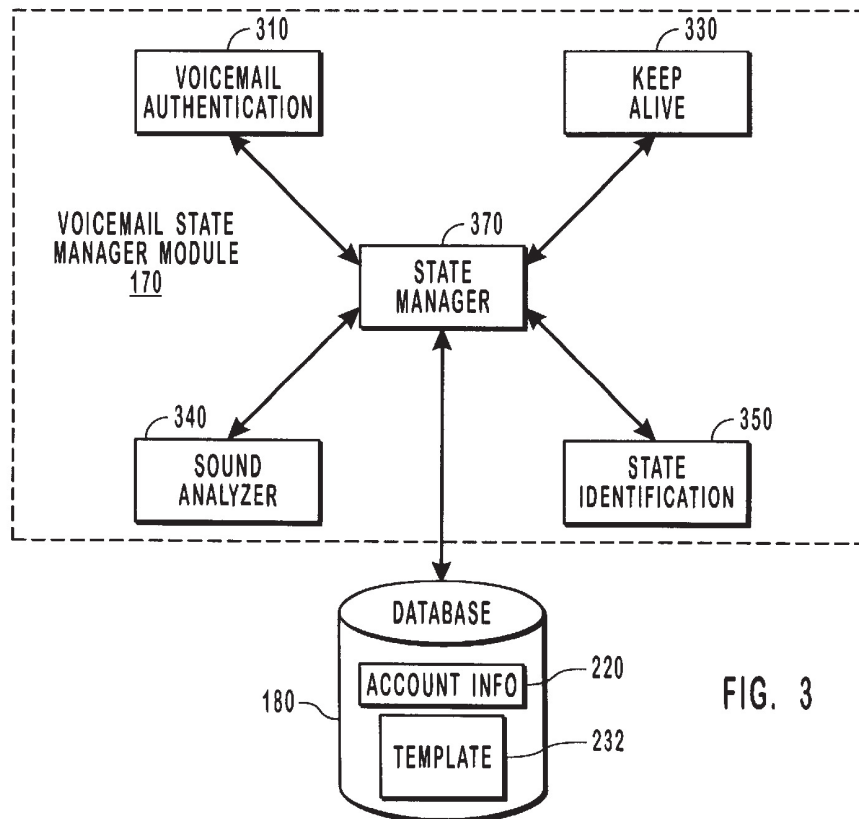 310
VOICEMAIL
AUTHENTICATION
330
KEEP
ALIVE
VOICEMAIL STATE
MANAGER MODULE
170
370
STATE
MANAGER
340
SOUND
ANALYZER
350
STATE
IDENTIFICATION
DATABASE
180
ACCOUNT INFO
220
TEMPLATE
232
FIG. 3